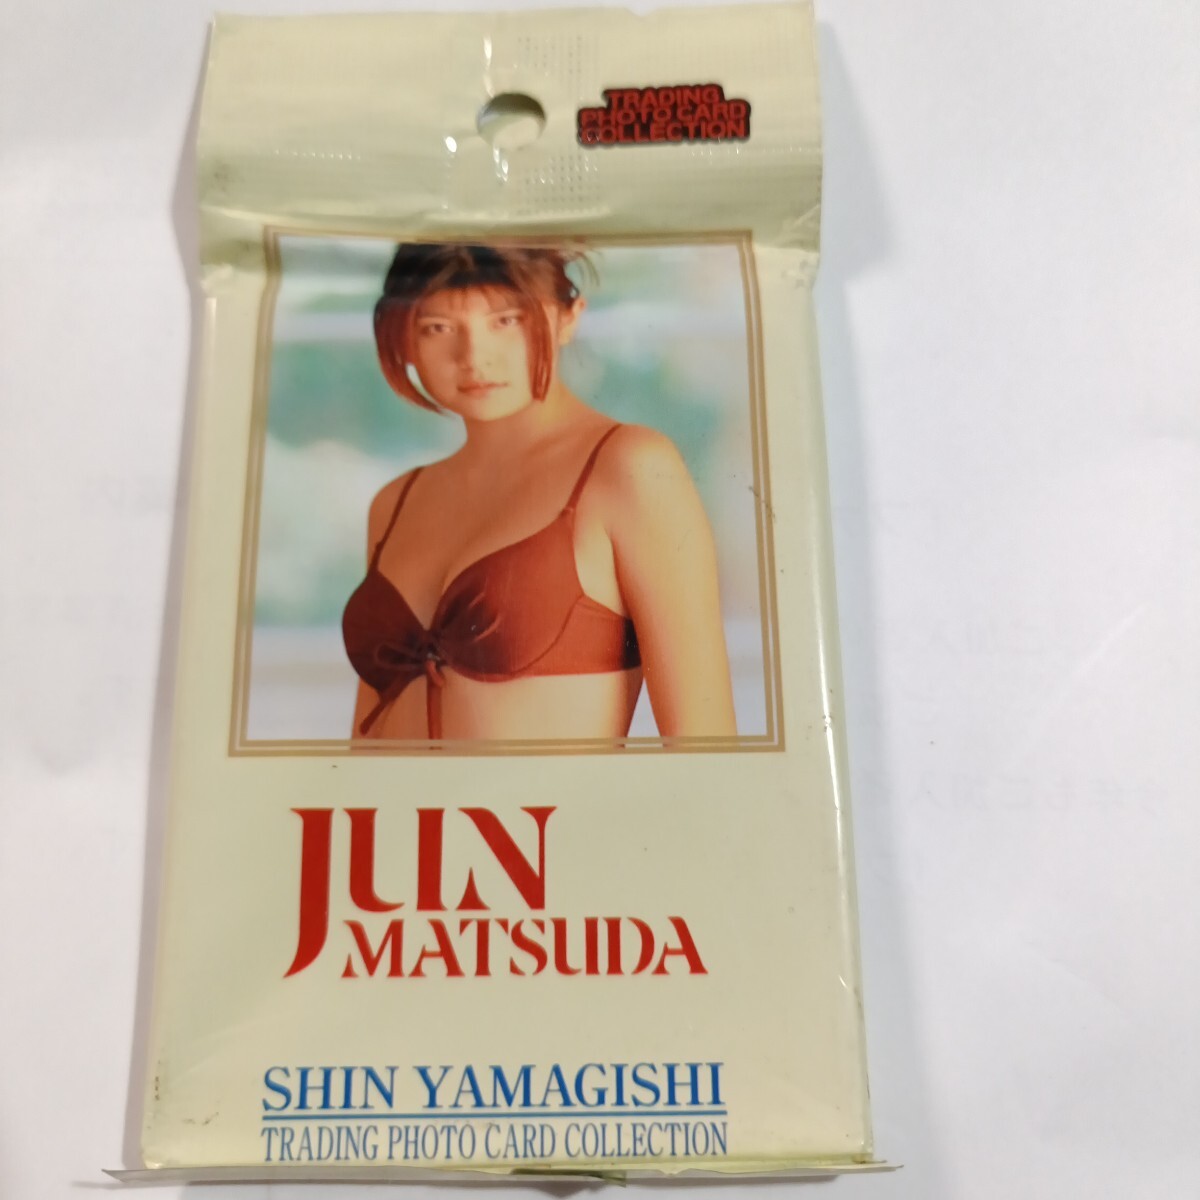 TRADING
PHOTO CARD
COLLECTION
JUN
MATSUDA
SHIN YAMAGISHI
TRADING PHOTO CARD COLLECTION